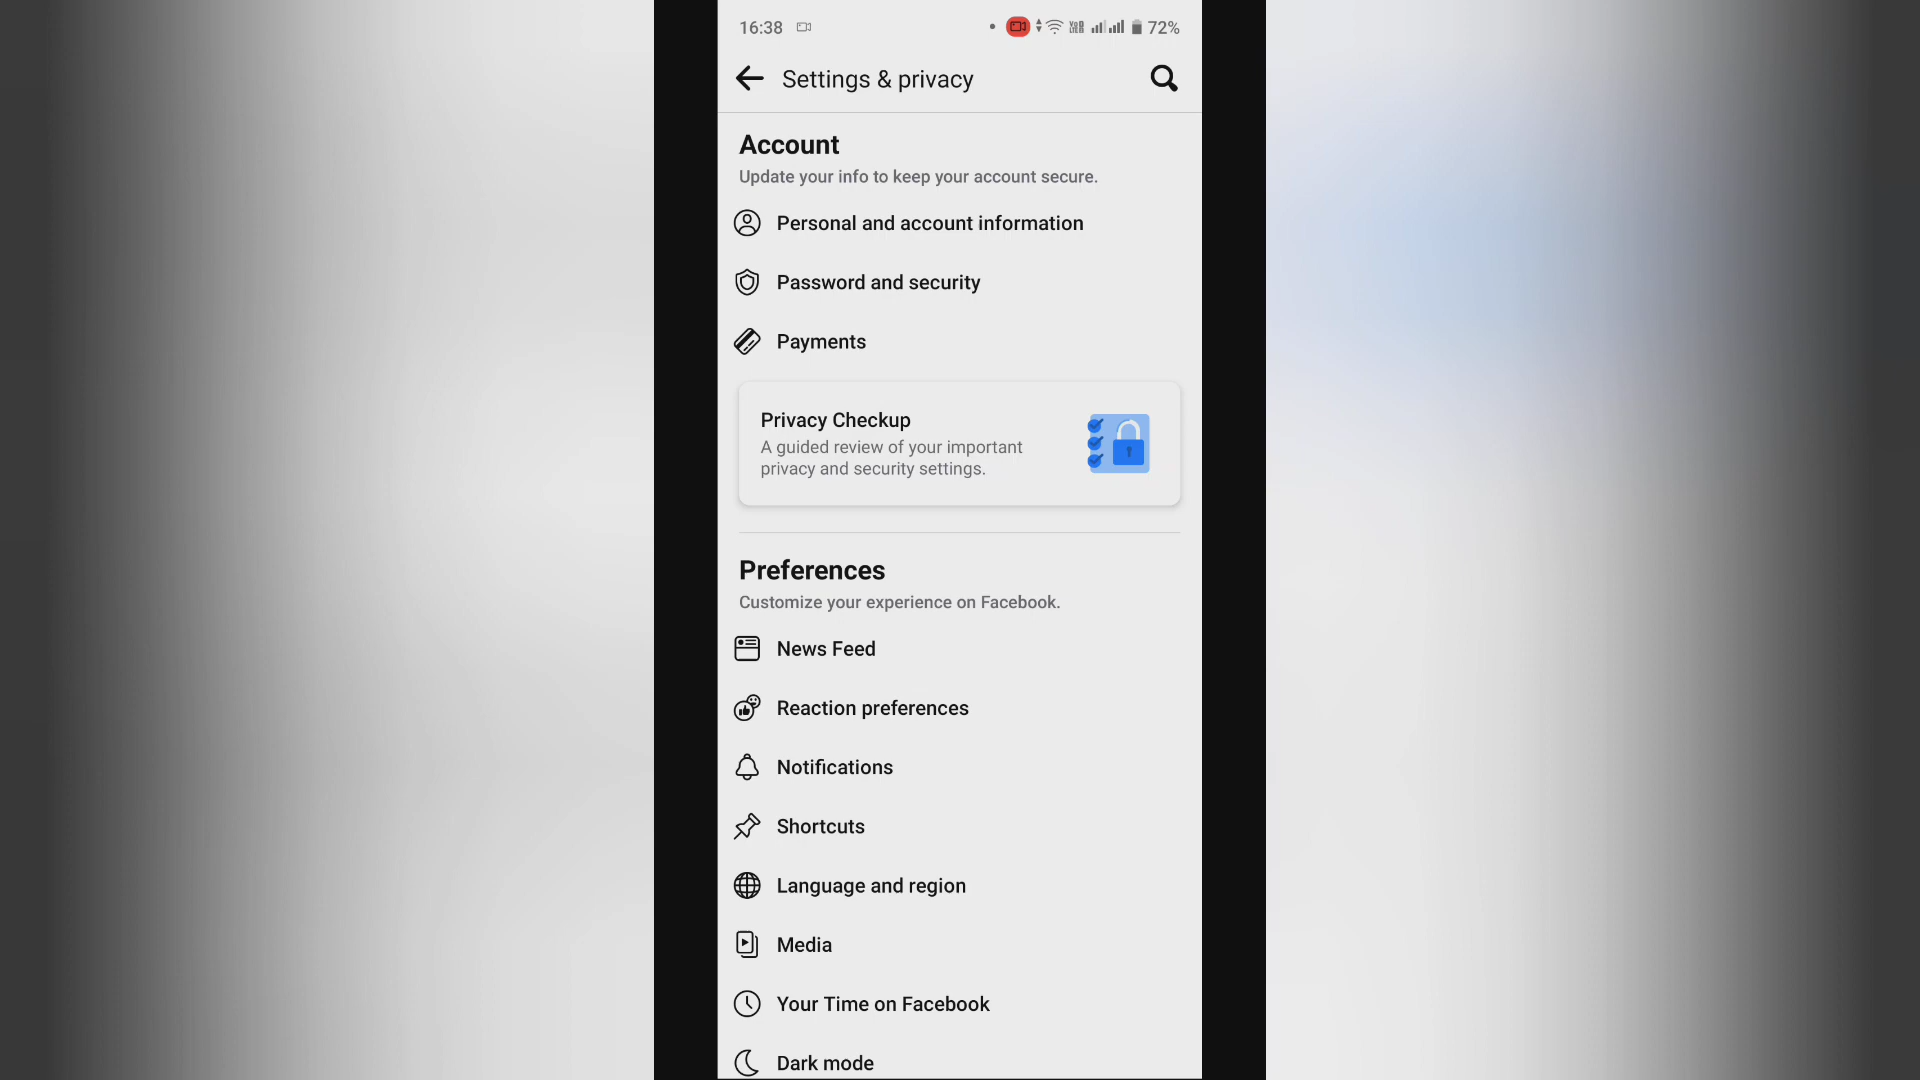 16:38
72%
Settings & privacy
Account
Update your info to keep your account secure.
Personal and account information
Password and security
Payments
Privacy Checkup
A guided review of your important
privacy and security settings.
Preferences
Customize your experience on Facebook.
News Feed
Reaction preferences
Notifications
Shortcuts
Language and region
Media
Your Time on Facebook
Dark mode